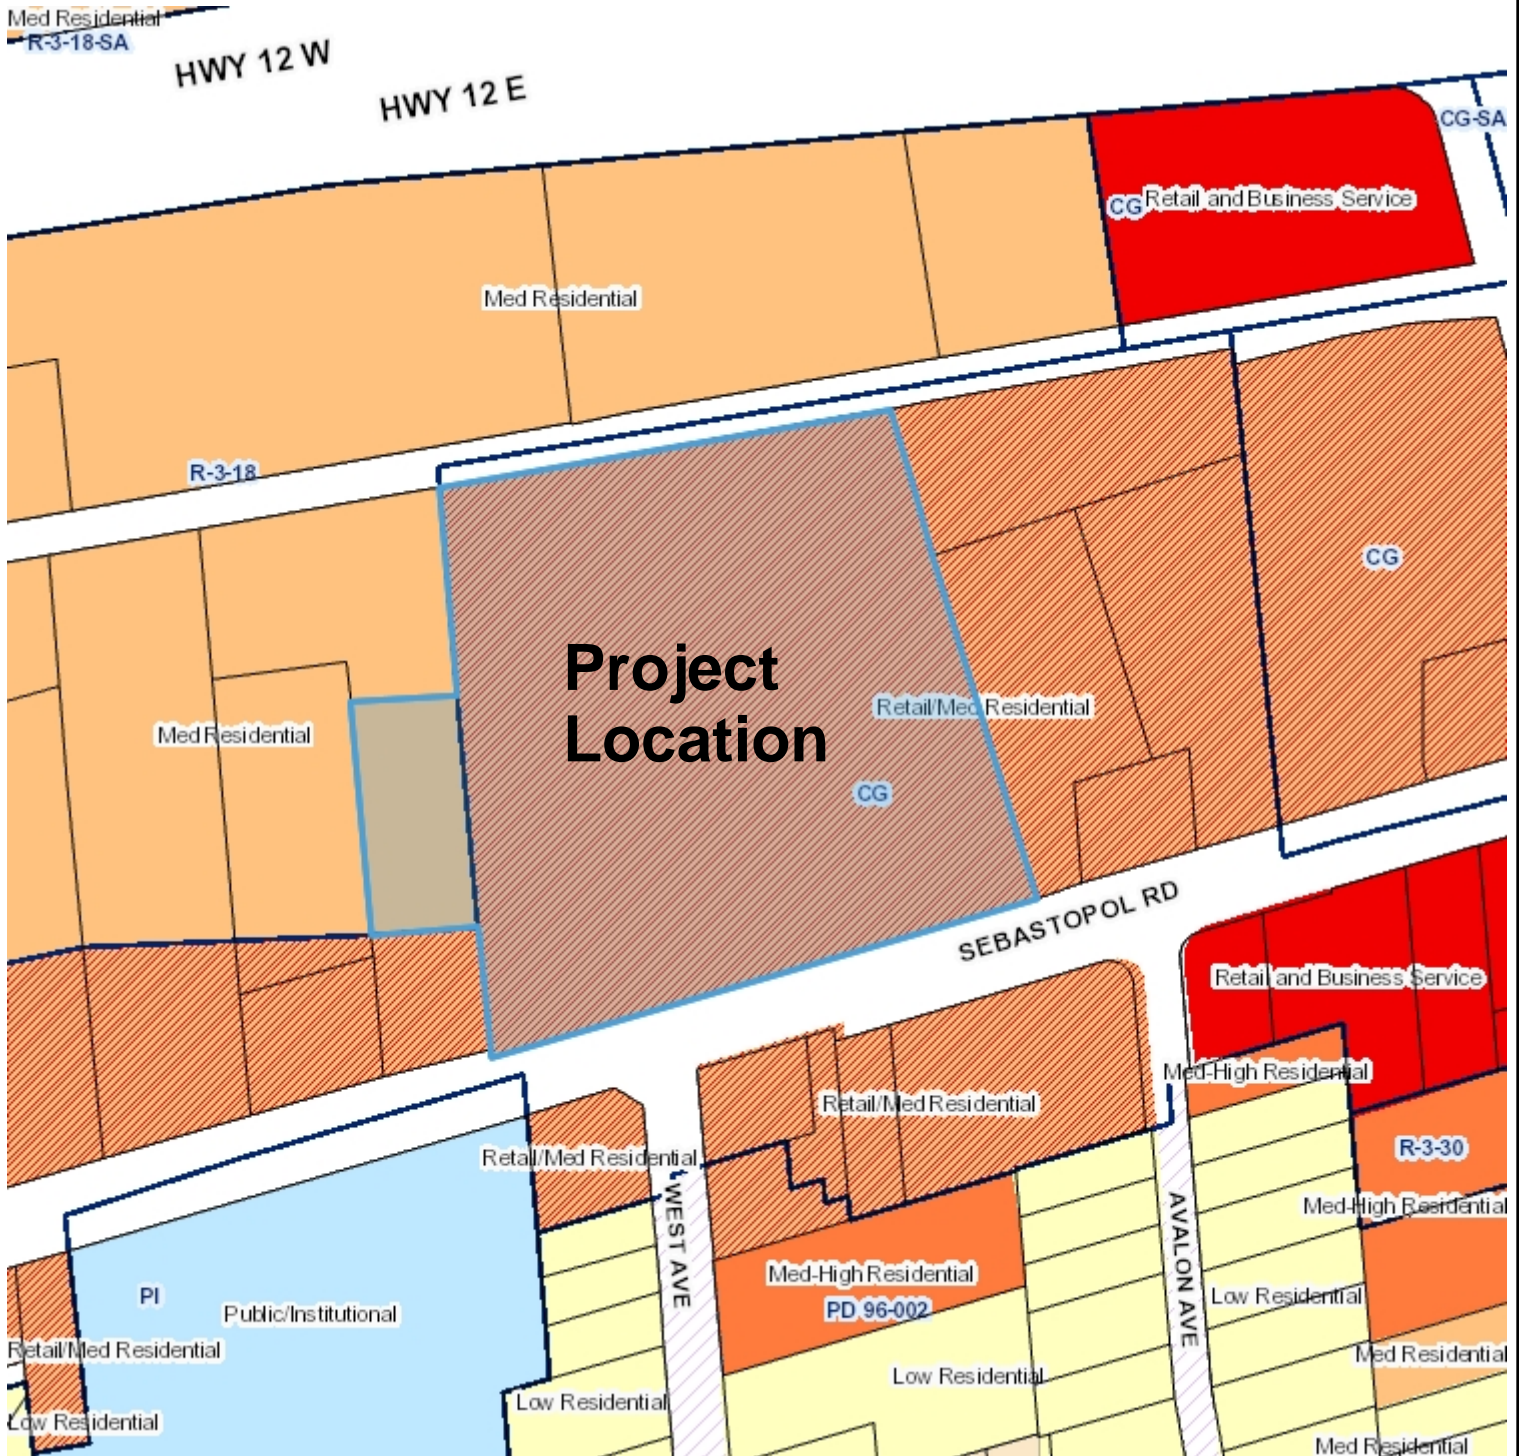 Med Residential
R-3-18-SA
HWY 12 W
HWY 12 E
CG-SA
CG
Retail and Business Service
Med Residential
R-3-18
CG
Project
Location
Retail/Med Residential
Med Residential
CG
SEBASTOPOL RD
Retail and Business Service
Med-High Residential
Retail/Med Residential
R-3-30
Retail/Med Residential
WEST AVE
AVALON AVE
Med-High Residential
Med-High Residential
PD 96-002
PI
Public/Institutional
Low Residential
Retail/Med Residential
Med Residential
Low Residential
Low Residential
Low Residential
Med Residential